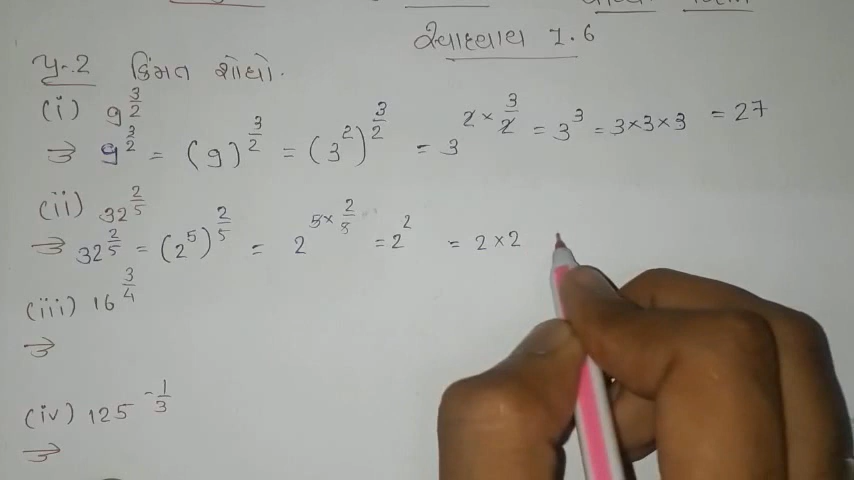 સ્વાધ્યાય 1.6
પ્ર.2 કિંમત શોધો.
(i) 9^(3/2)
⇒ 9^(3/2) = (9)^(3/2) = (3^2)^(3/2) = 3^(2 × 3/2) = 3^3 = 3×3×3 = 27
(ii) 32^(2/5)
⇒ 32^(2/5) = (2^5)^(2/5) = 2^(5 × 2/5) = 2^2 = 2 × 2
(iii) 16^(3/4)
⇒
(iv) 125^(-1/3)
⇒